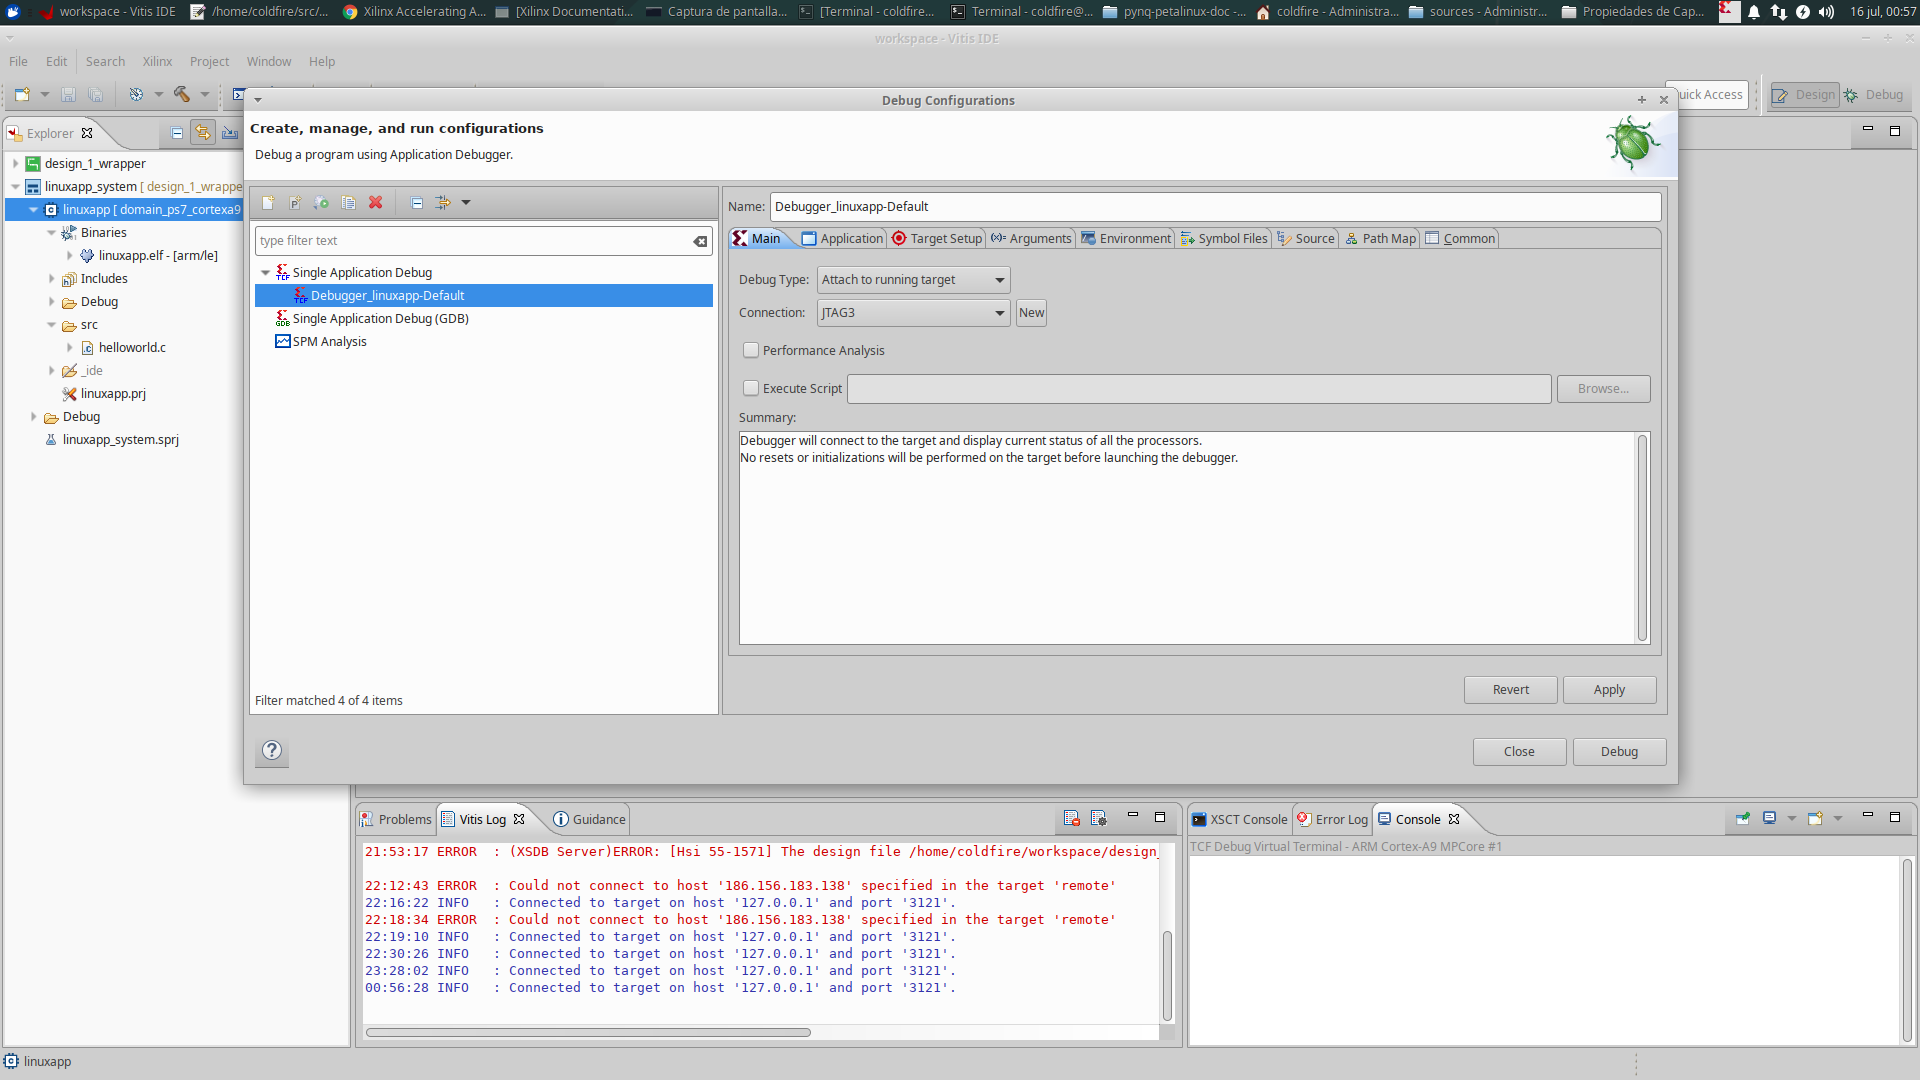 workspace - Vitis IDE
/home/coldfire/src/...
Xilinx Accelerating A...
[Xilinx Documentati...
Captura de pantalla...
[Terminal - coldfire...
Terminal - coldfire@...
pynq-petalinux-doc -...
coldfire - Administra...
sources - Administr...
Propiedades de Cap...
16 jul, 00:57
workspace - Vitis IDE
File Edit Search Xilinx Project Window Help
uick Access
Design
Debug
Explorer
design_1_wrapper
linuxapp_system [ design_1_wrappe
linuxapp [ domain_ps7_cortexa9
Binaries
linuxapp.elf - [arm/le]
Includes
Debug
src
helloworld.c
_ide
linuxapp.prj
Debug
linuxapp_system.sprj
Debug Configurations
Create, manage, and run configurations
Debug a program using Application Debugger.
type filter text
Single Application Debug
Debugger_linuxapp-Default
Single Application Debug (GDB)
SPM Analysis
Filter matched 4 of 4 items
Name: Debugger_linuxapp-Default
Main Application Target Setup Arguments Environment Symbol Files Source Path Map Common
Debug Type: Attach to running target
Connection: JTAG3 New
Performance Analysis
Execute Script Browse...
Summary:
Debugger will connect to the target and display current status of all the processors.
No resets or initializations will be performed on the target before launching the debugger.
Revert Apply
Close Debug
Problems Vitis Log Guidance
21:53:17 ERROR : (XSDB Server)ERROR: [Hsi 55-1571] The design file /home/coldfire/workspace/design_
22:12:43 ERROR : Could not connect to host '186.156.183.138' specified in the target 'remote'
22:16:22 INFO : Connected to target on host '127.0.0.1' and port '3121'.
22:18:34 ERROR : Could not connect to host '186.156.183.138' specified in the target 'remote'
22:19:10 INFO : Connected to target on host '127.0.0.1' and port '3121'.
22:30:26 INFO : Connected to target on host '127.0.0.1' and port '3121'.
23:28:02 INFO : Connected to target on host '127.0.0.1' and port '3121'.
00:56:28 INFO : Connected to target on host '127.0.0.1' and port '3121'.
XSCT Console Error Log Console
TCF Debug Virtual Terminal - ARM Cortex-A9 MPCore #1
linuxapp